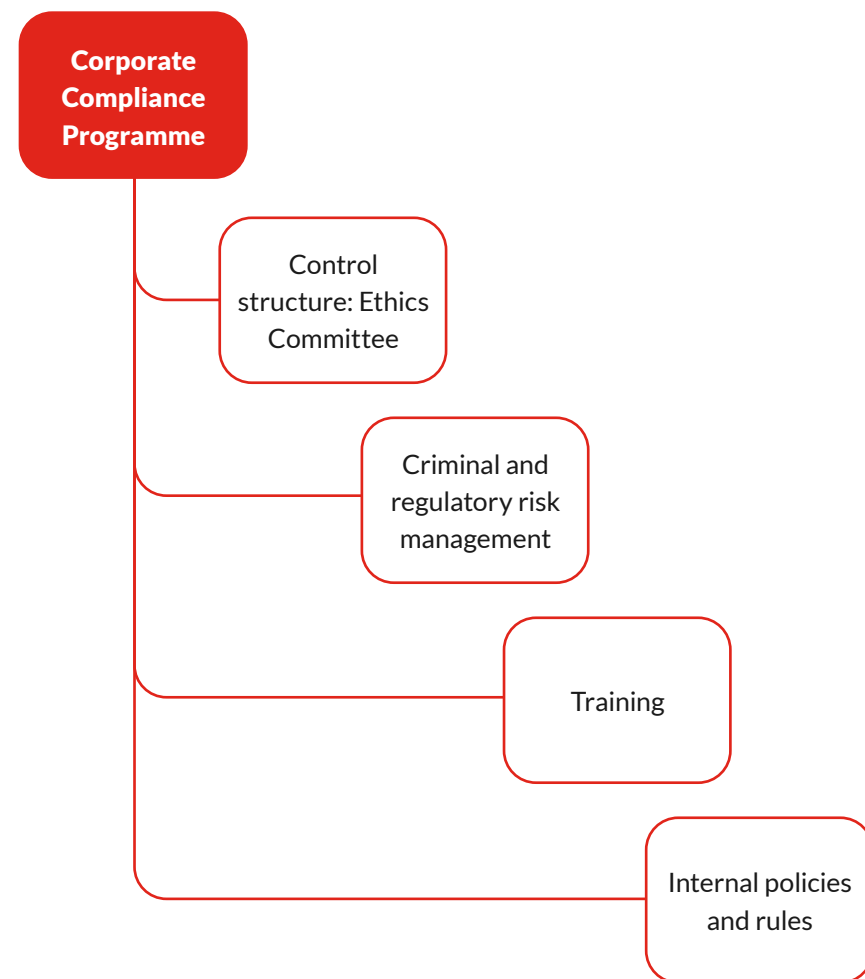 Corporate
Compliance
Programme
Control
structure: Ethics
Committee
Criminal and
regulatory risk
management
Training
Internal policies
and rules